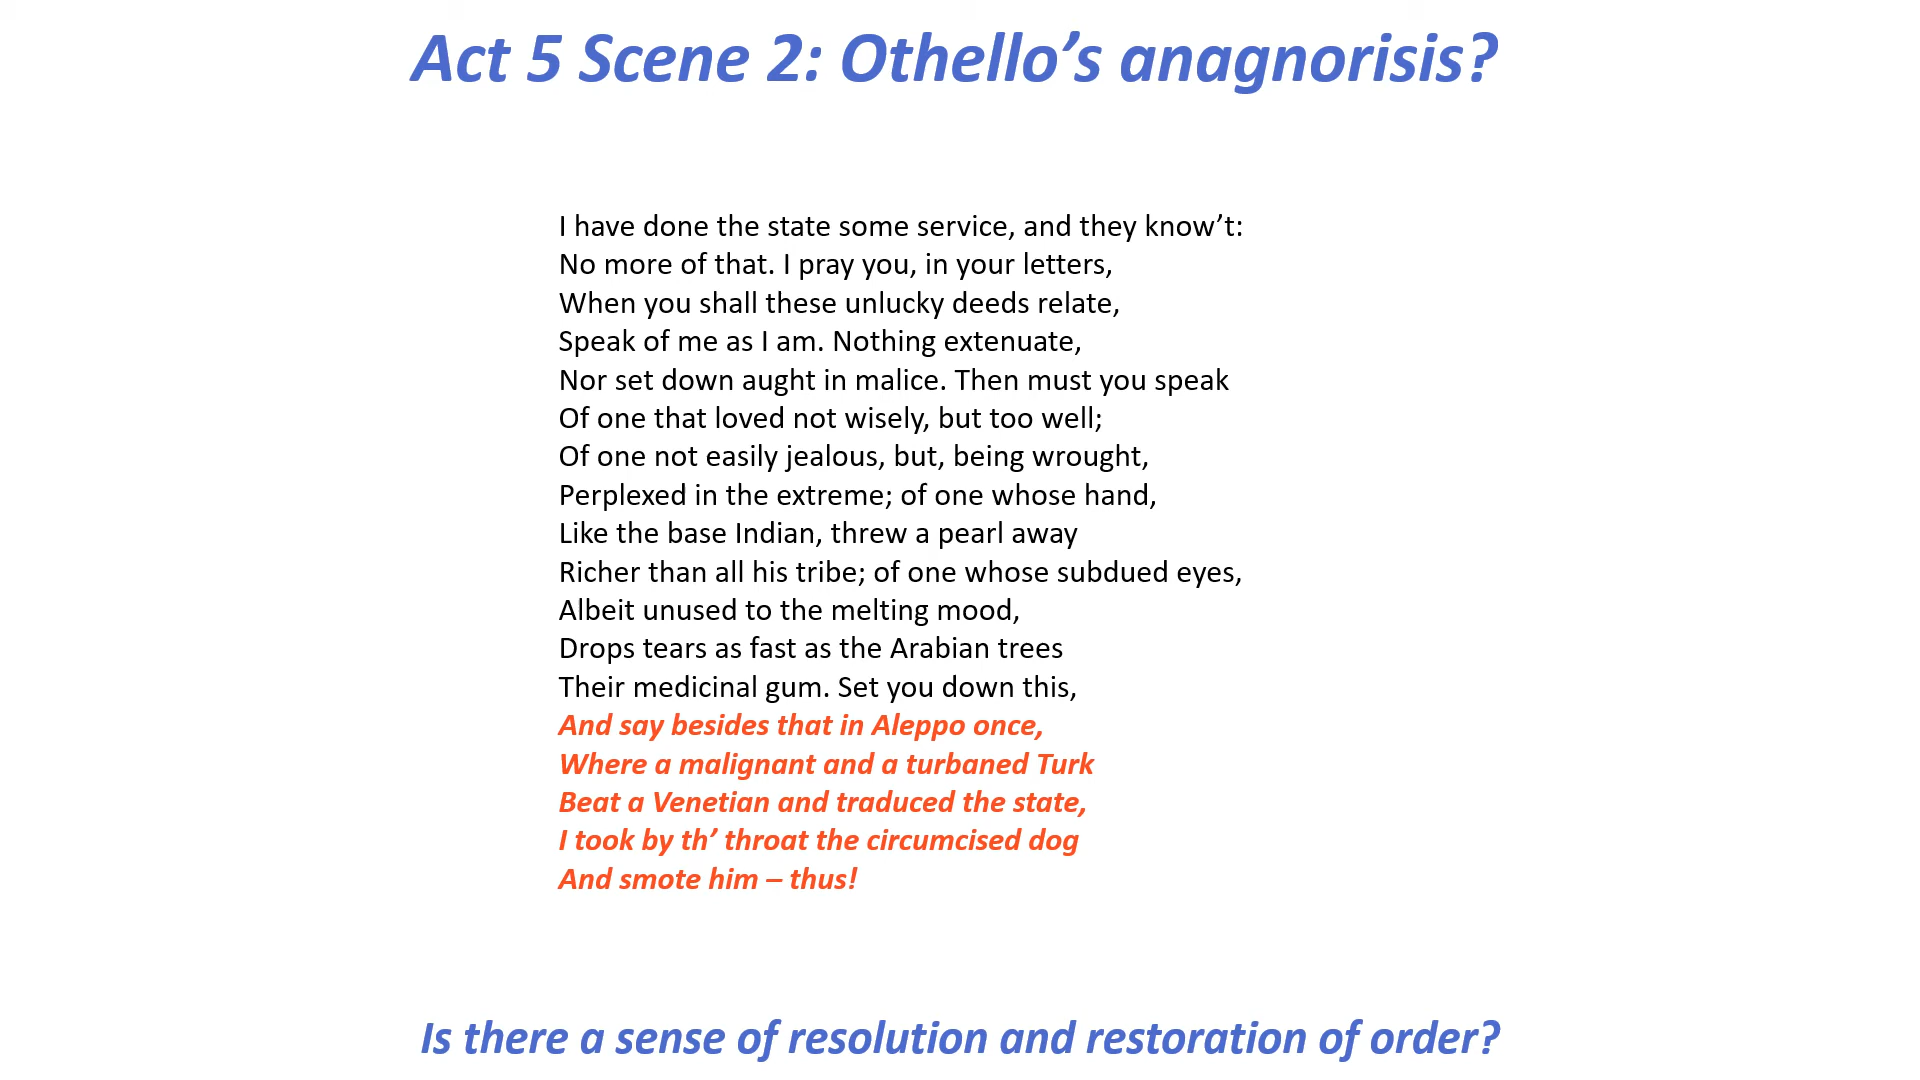 Act 5 Scene 2: Othello’s anagnorisis?
I have done the state some service, and they know’t:
No more of that. I pray you, in your letters,
When you shall these unlucky deeds relate,
Speak of me as I am. Nothing extenuate,
Nor set down aught in malice. Then must you speak
Of one that loved not wisely, but too well;
Of one not easily jealous, but, being wrought,
Perplexed in the extreme; of one whose hand,
Like the base Indian, threw a pearl away
Richer than all his tribe; of one whose subdued eyes,
Albeit unused to the melting mood,
Drops tears as fast as the Arabian trees
Their medicinal gum. Set you down this,
And say besides that in Aleppo once,
Where a malignant and a turbaned Turk
Beat a Venetian and traduced the state,
I took by th’ throat the circumcised dog
And smote him – thus!
Is there a sense of resolution and restoration of order?